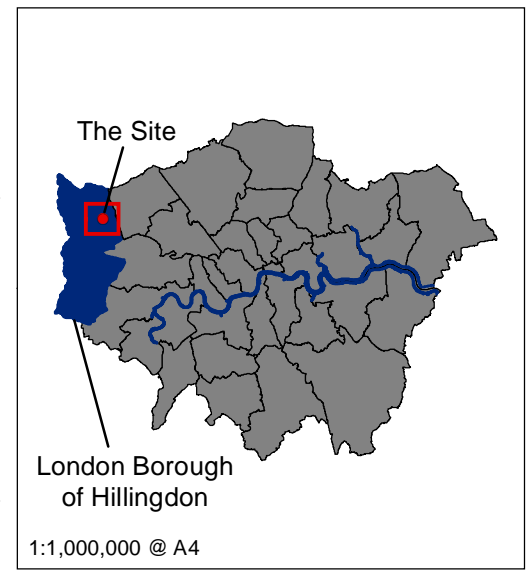 The Site
London Borough
of Hillingdon
1:1,000,000 @ A4